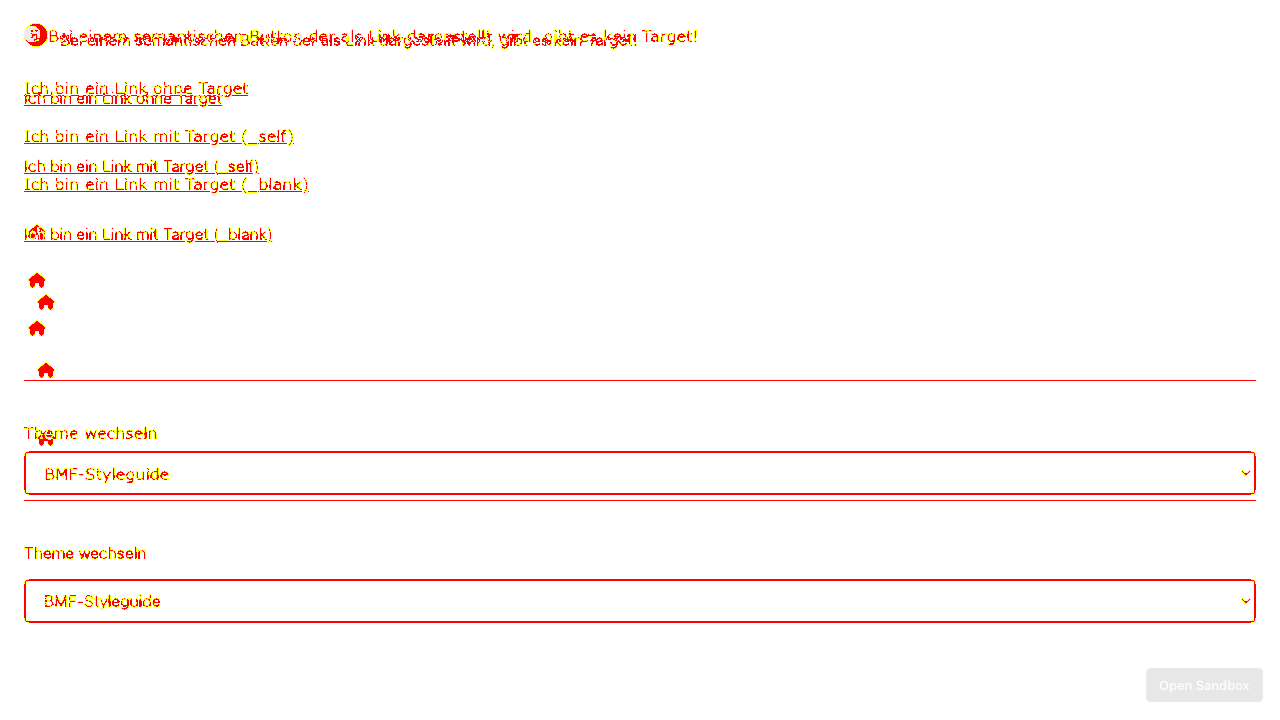 Bei einem semantischen Button der als Link dargestellt wird, gibt es kein Target!
Bei einem semantischen Button der als Link dargestellt wird, gibt es kein Target!
Ich bin ein Link ohne Target
Ich bin ein Link ohne Target
Ich bin ein Link mit Target (_self)
Ich bin ein Link mit Target (_self)
Ich bin ein Link mit Target (_blank)
Ich bin ein Link mit Target (_blank)
Theme wechseln
BMF-Styleguide
Theme wechseln
BMF-Styleguide
Open Sandbox